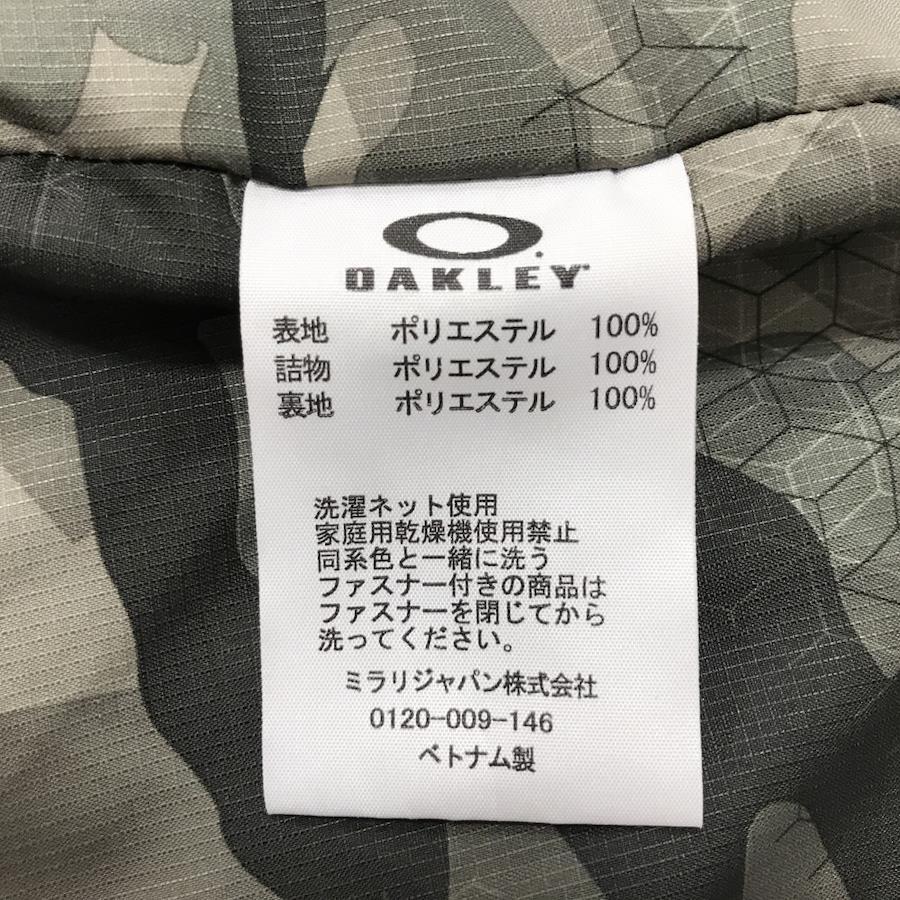 OAKLEY
表地 ポリエステル 100%
詰物 ポリエステル 100%
裏地 ポリエステル 100%
洗濯ネット使用
家庭用乾燥機使用禁止
同系色と一緒に洗う
ファスナー付きの商品は
ファスナーを閉じてから
洗ってください。
ミラリジャパン株式会社
0120-009-146
ベトナム製